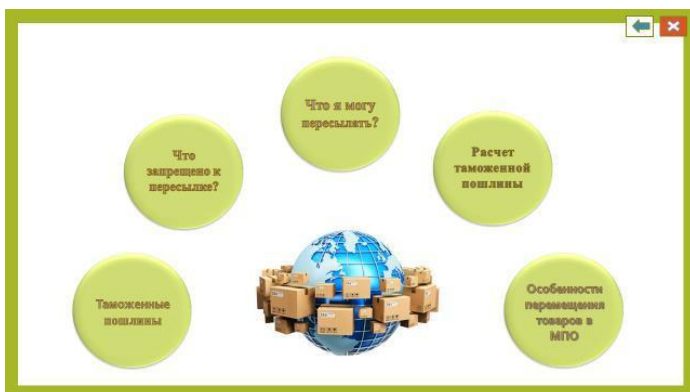 Что я могу
пересылать?
Что
запрещено к
пересылке?
Расчет
таможенной
пошлины
Таможенные
пошлины
Особенности
перемещения
товаров в
МПО